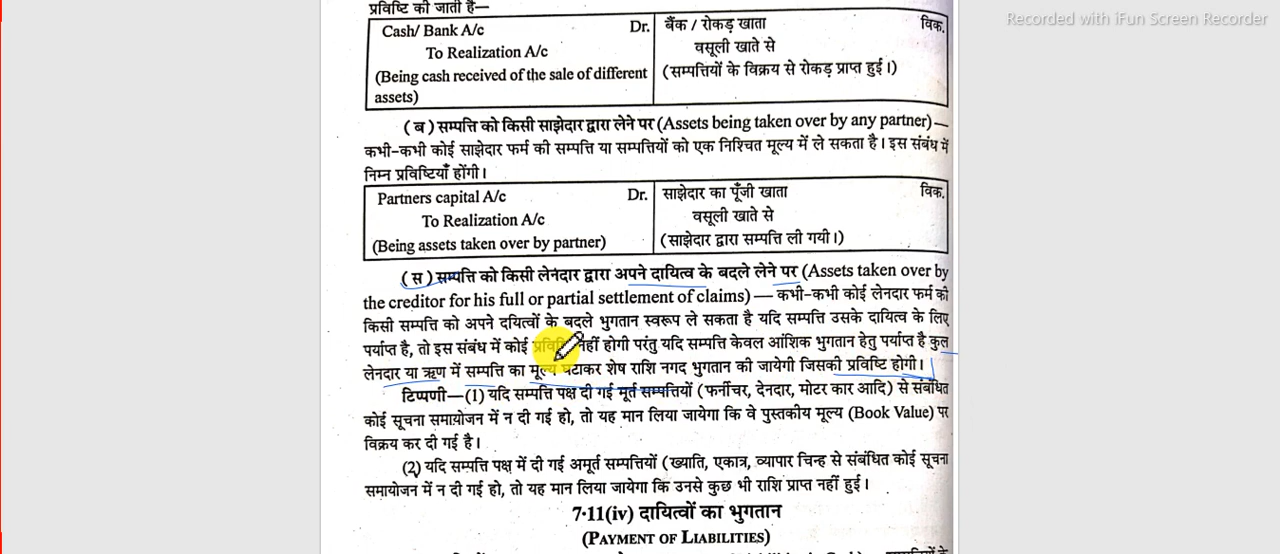 प्रविष्टि की जाती है—
Recorded with iFun Screen Recorder
Cash/ Bank A/c Dr. बैंक / रोकड़ खाता विक.
To Realization A/c वसूली खाते से
(Being cash received of the sale of different (सम्पत्तियों के विक्रय से रोकड़ प्राप्त हुई।)
assets)
(ब) सम्पत्ति को किसी साझेदार द्वारा लेने पर (Assets being taken over by any partner)—
कभी-कभी कोई साझेदार फर्म की सम्पत्ति या सम्पत्तियों को एक निश्चित मूल्य में ले सकता है। इस संबंध में
निम्न प्रविष्टियाँ होंगी।
Partners capital A/c Dr. साझेदार का पूँजी खाता विक.
To Realization A/c वसूली खाते से
(Being assets taken over by partner) (साझेदार द्वारा सम्पत्ति ली गयी।)
(स) सम्पत्ति को किसी लेनदार द्वारा अपने दायित्व के बदले लेने पर (Assets taken over by
the creditor for his full or partial settlement of claims) — कभी-कभी कोई लेनदार फर्म की
किसी सम्पत्ति को अपने दयित्वों के बदले भुगतान स्वरूप ले सकता है यदि सम्पत्ति उसके दायित्व के लिए
पर्याप्त है, तो इस संबंध में कोई नहीं होगी परंतु यदि सम्पत्ति केवल आंशिक भुगतान हेतु पर्याप्त है कुल
लेनदार या ऋण में सम्पत्ति का मूल्य घटाकर शेष राशि नगद भुगतान की जायेगी जिसकी प्रविष्टि होगी।
टिप्पणी—(1) यदि सम्पत्ति पक्ष दी गई मूर्त सम्पत्तियों (फर्नीचर, देनदार, मोटर कार आदि) से संबंधित
कोई सूचना समायोजन में न दी गई हो, तो यह मान लिया जायेगा कि वे पुस्तकीय मूल्य (Book Value) पर
विक्रय कर दी गई है।
(2) यदि सम्पत्ति पक्ष में दी गई अमूर्त सम्पत्तियों (ख्याति, एकात्र, व्यापार चिन्ह से संबंधित कोई सूचना
समायोजन में न दी गई हो, तो यह मान लिया जायेगा कि उनसे कुछ भी राशि प्राप्त नहीं हुई।
7·11(iv) दायित्वों का भुगतान
(PAYMENT OF LIABILITIES)